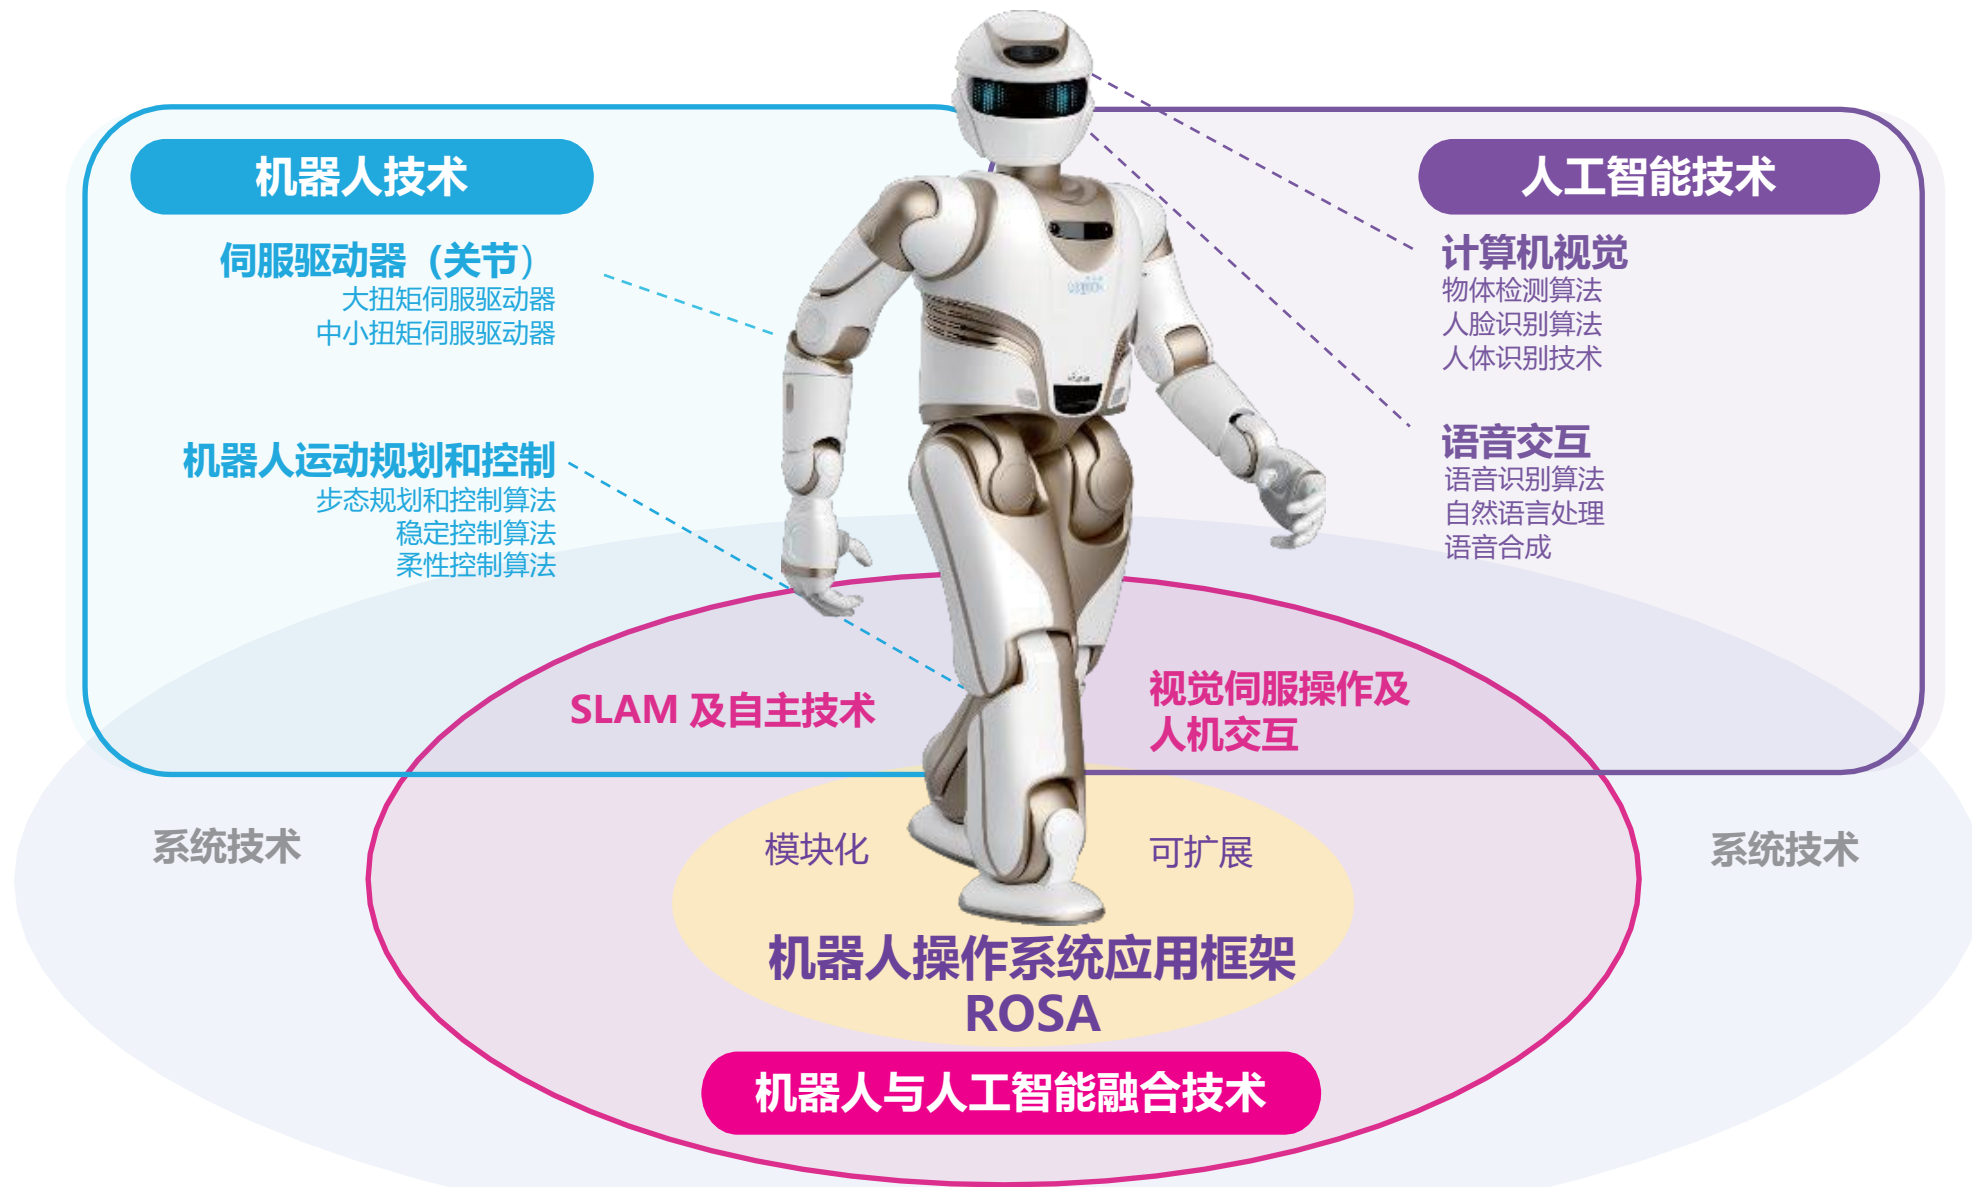 机器人技术
伺服驱动器（关节）
大扭矩伺服驱动器
中小扭矩伺服驱动器
机器人运动规划和控制
步态规划和控制算法
稳定控制算法
柔性控制算法
人工智能技术
计算机视觉
物体检测算法
人脸识别算法
人体识别技术
语音交互
语音识别算法
自然语言处理
语音合成
SLAM 及自主技术
视觉伺服操作及
人机交互
系统技术
模块化
可扩展
系统技术
机器人操作系统应用框架
ROSA
机器人与人工智能融合技术